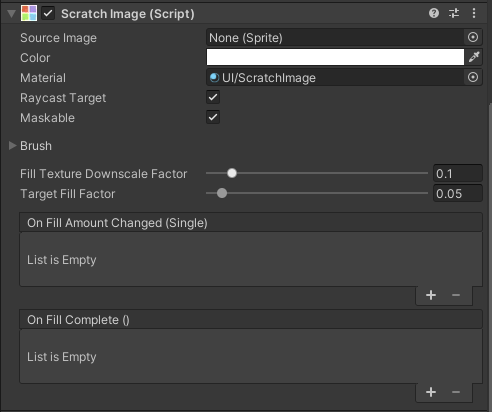 Scratch Image (Script)
Source Image None (Sprite)
Color
Material UI/ScratchImage
Raycast Target
Maskable
Brush
Fill Texture Downscale Factor 0.1
Target Fill Factor 0.05
On Fill Amount Changed (Single)
List is Empty
+ −
On Fill Complete ()
List is Empty
+ −